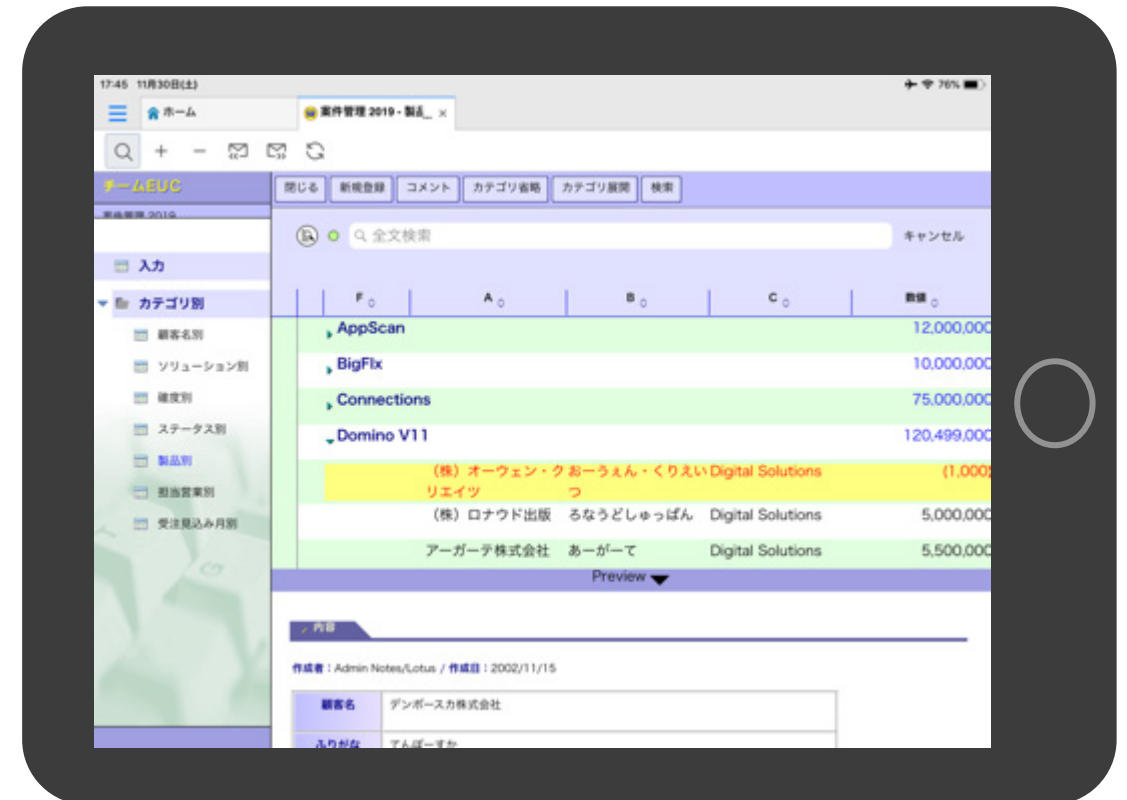 17:45 11月30日(土)
76%
ホーム
案件管理 2019 - 製品_ ×
チームEUC
閉じる 新規登録 コメント カテゴリ省略 カテゴリ展開 検索
案件管理 2019
全文検索 キャンセル
入力
カテゴリ別
顧客名別
ソリューション別
確度別
ステータス別
製品別
担当営業別
受注見込み月別
F A B C 数値
AppScan 12,000,000
BigFix 10,000,000
Connections 75,000,000
Domino V11 120,499,000
(株) オーウェン・ク おーうぇん・くりえい Digital Solutions (1,000)
リエイツ つ
(株) ロナウド出版 ろなうどしゅっぱん Digital Solutions 5,000,000
アーガーテ株式会社 あーがーて Digital Solutions 5,500,000
Preview
内容
作成者 : Admin Notes/Lotus / 作成日 : 2002/11/15
顧客名 デンポースカ株式会社
ふりがな でんぽーすか